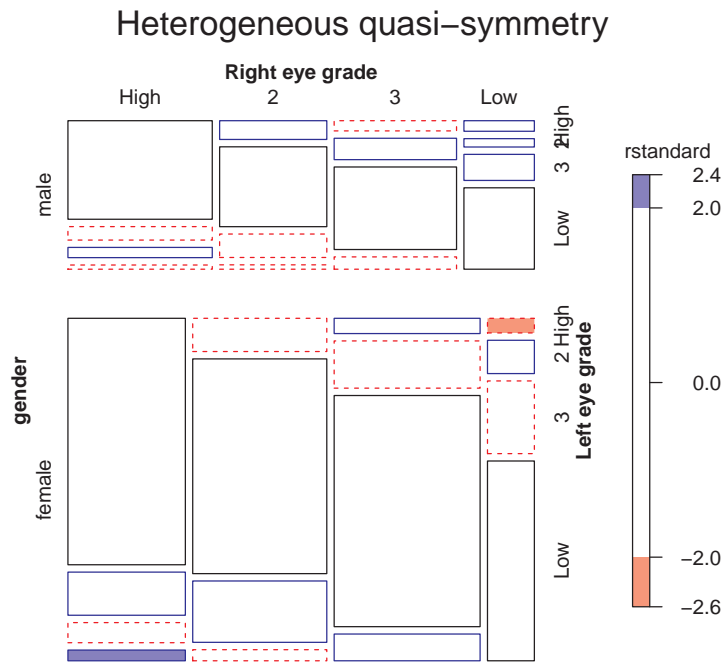 Heterogeneous quasi−symmetry
Right eye grade
High 2 3 Low
male
High
2
3
Low
gender
female
High
2
3
Low
Left eye grade
rstandard
2.4
2.0
0.0
−2.0
−2.6